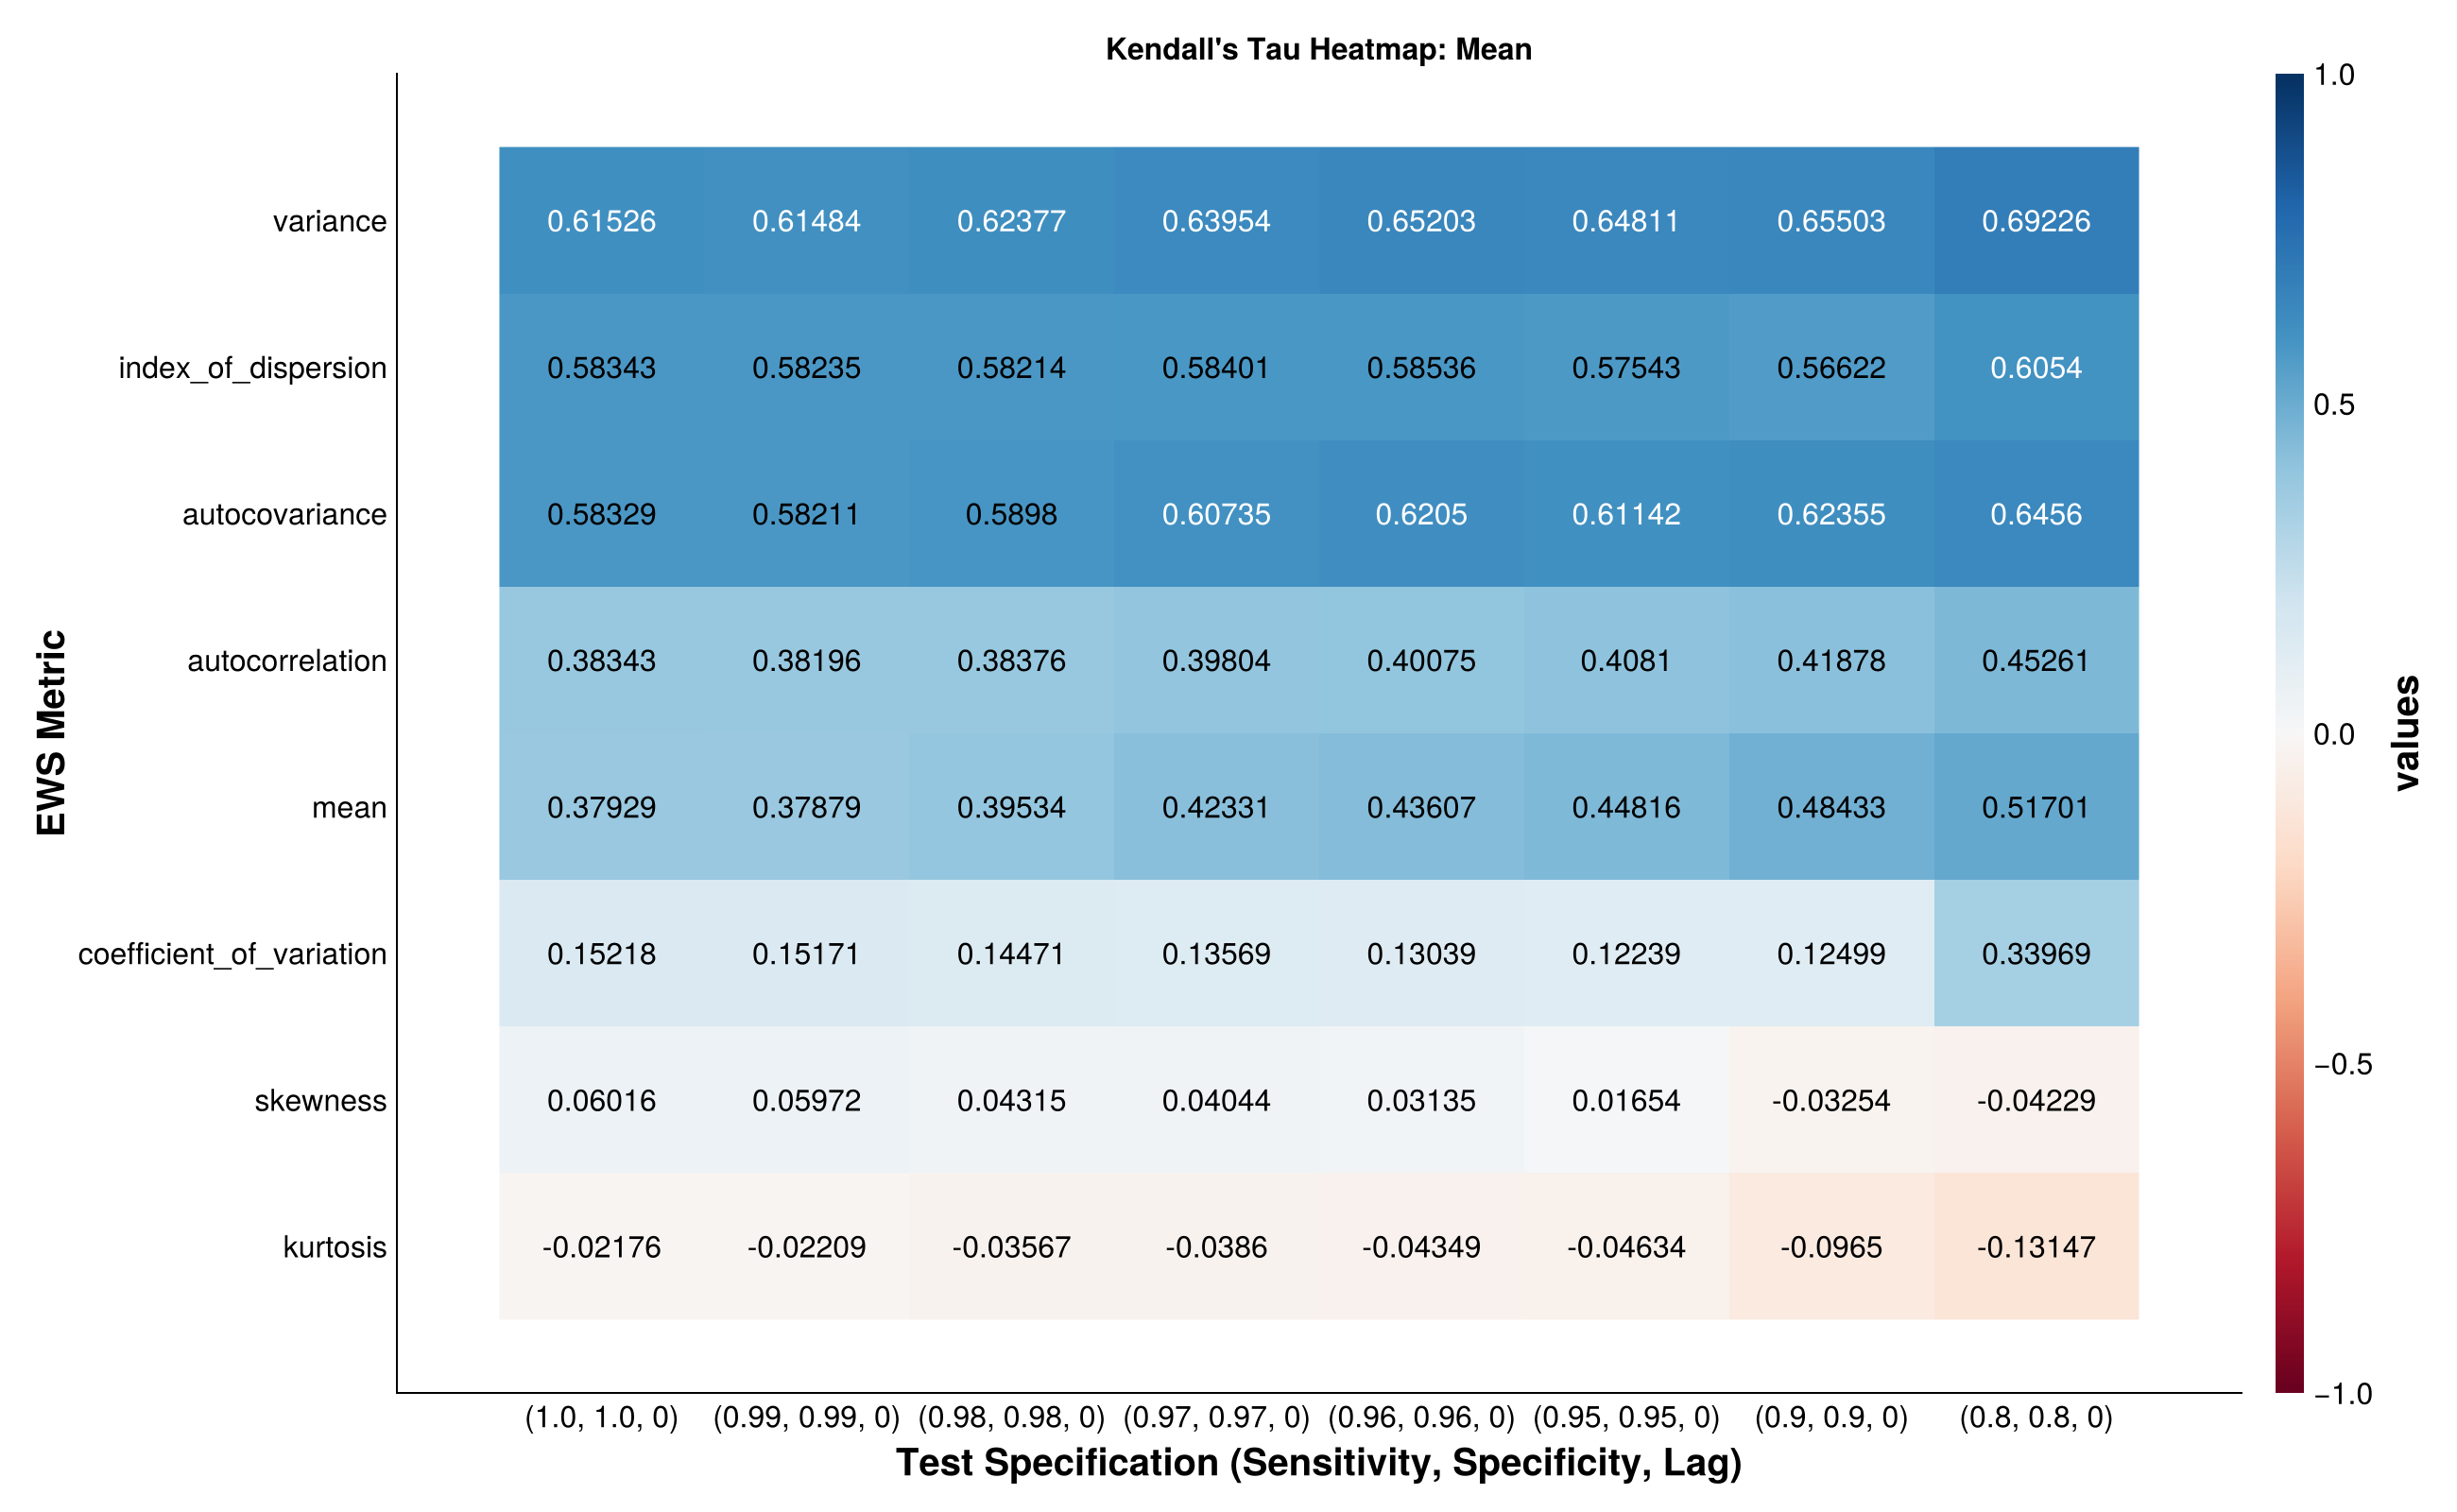 Kendall's Tau Heatmap: Mean
1.0
variance 0.61526 0.61484 0.62377 0.63954 0.65203 0.64811 0.65503 0.69226
index_of_dispersion 0.58343 0.58235 0.58214 0.58401 0.58536 0.57543 0.56622 0.6054
0.5
autocovariance 0.58329 0.58211 0.5898 0.60735 0.6205 0.61142 0.62355 0.6456
autocorrelation 0.38343 0.38196 0.38376 0.39804 0.40075 0.4081 0.41878 0.45261
EWS Metric
0.0
values
mean 0.37929 0.37879 0.39534 0.42331 0.43607 0.44816 0.48433 0.51701
coefficient_of_variation 0.15218 0.15171 0.14471 0.13569 0.13039 0.12239 0.12499 0.33969
−0.5
skewness 0.06016 0.05972 0.04315 0.04044 0.03135 0.01654 -0.03254 -0.04229
kurtosis -0.02176 -0.02209 -0.03567 -0.0386 -0.04349 -0.04634 -0.0965 -0.13147
−1.0
(1.0, 1.0, 0) (0.99, 0.99, 0) (0.98, 0.98, 0) (0.97, 0.97, 0) (0.96, 0.96, 0) (0.95, 0.95, 0) (0.9, 0.9, 0) (0.8, 0.8, 0)
Test Specification (Sensitivity, Specificity, Lag)